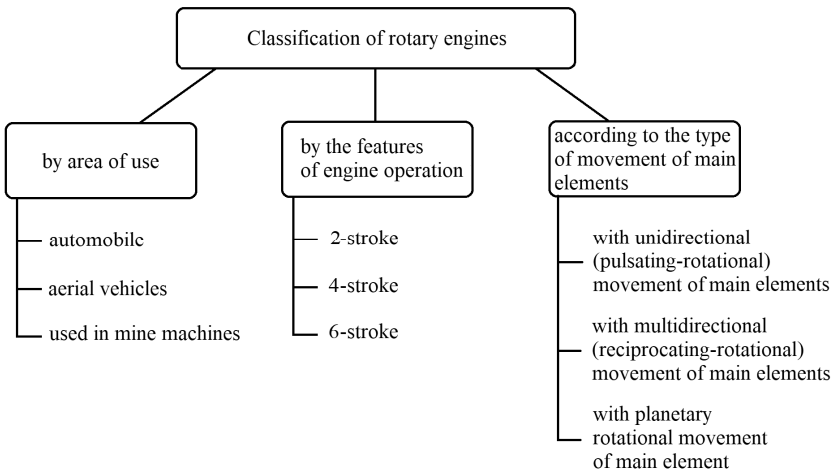 Classification of rotary engines
by area of use
automobile
aerial vehicles
used in mine machines
by the features
of engine operation
2-stroke
4-stroke
6-stroke
according to the type
of movement of main
elements
with unidirectional
(pulsating-rotational)
movement of main elements
with multidirectional
(reciprocating-rotational)
movement of main elements
with planetary
rotational movement
of main element